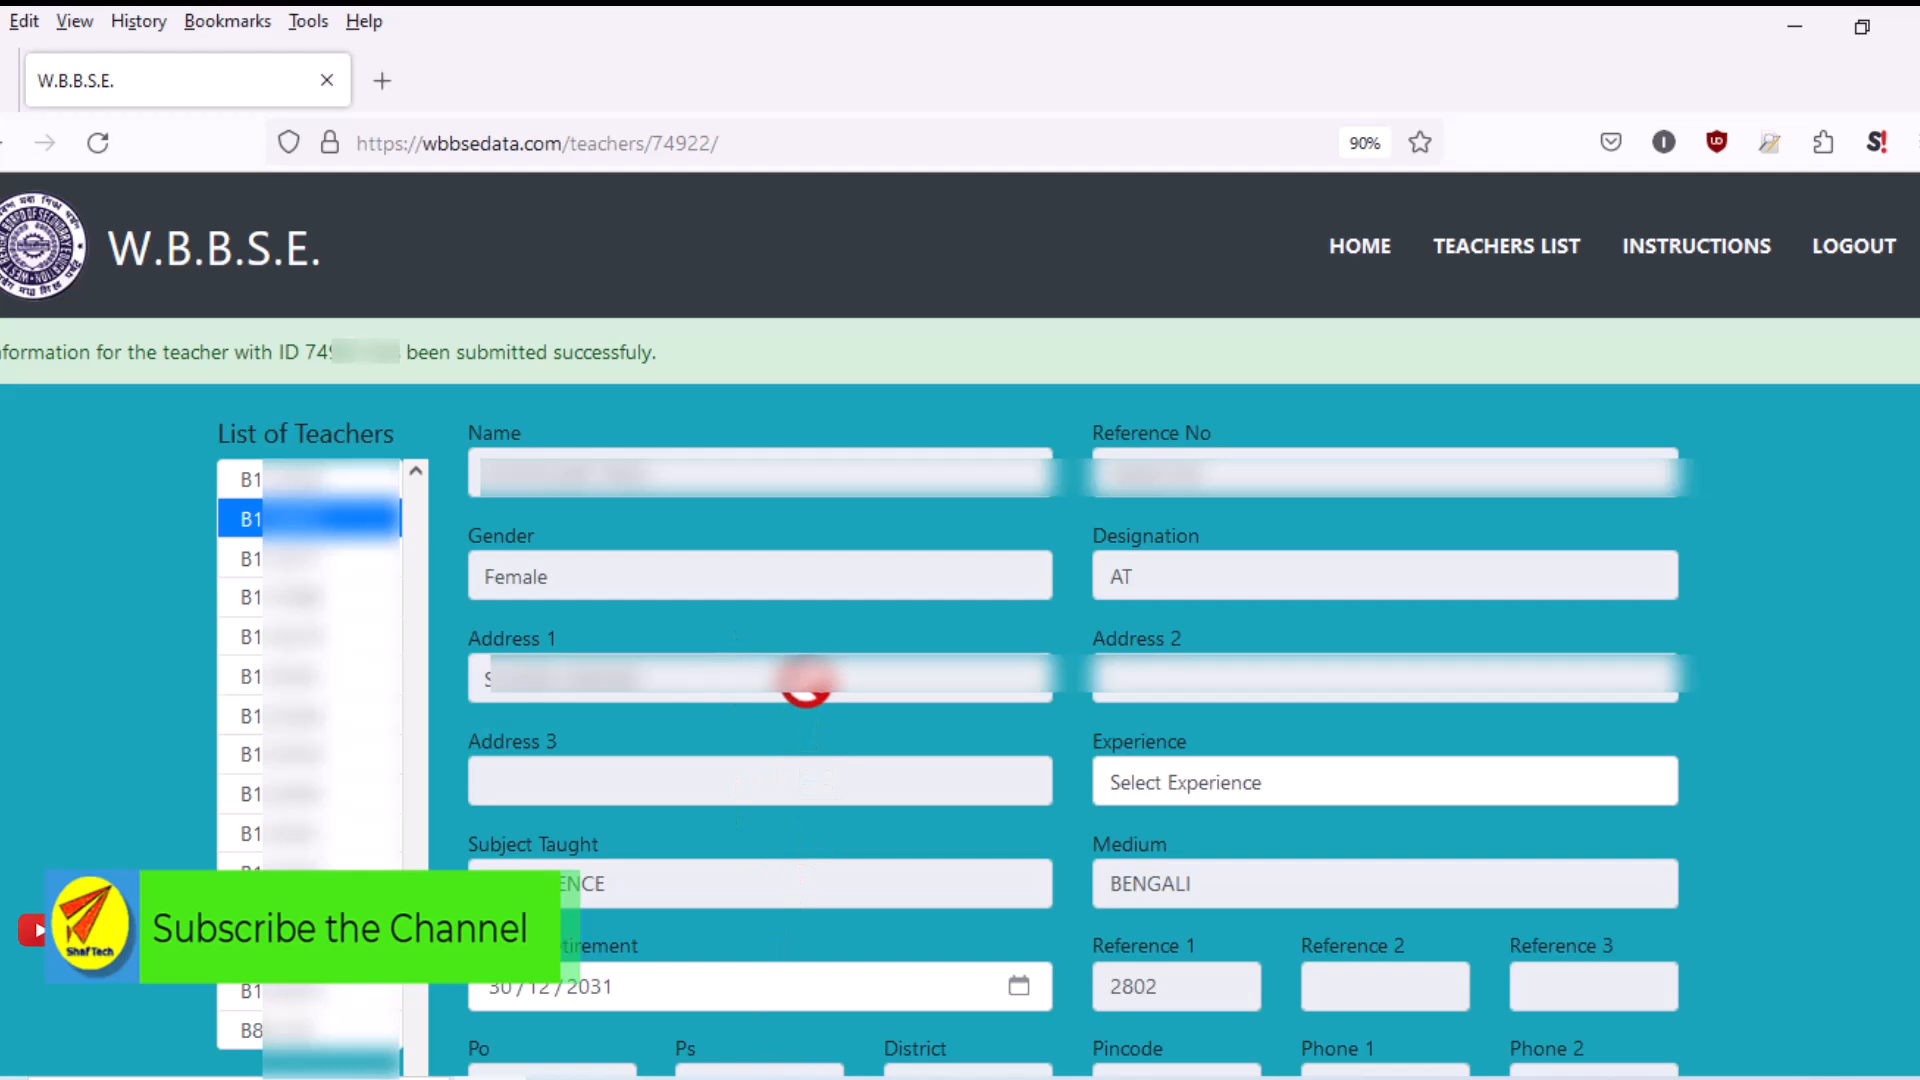 Edit View History Bookmarks Tools Help
W.B.B.S.E.
https://wbbsedata.com/teachers/74922/
90%
S!
W.B.B.S.E.
HOME TEACHERS LIST INSTRUCTIONS LOGOUT
formation for the teacher with ID 74 been submitted successfuly.
List of Teachers
Name
Reference No
B1
B1
Gender
Designation
B1
Female
AT
B1
B1
Address 1
Address 2
B1
S
B1
Address 3
Experience
B1
Select Experience
B1
B1
Subject Taught
Medium
ENCE
BENGALI
ShafTech
Subscribe the Channel
tirement
Reference 1
Reference 2
Reference 3
B1
30/12/2031
2802
B8
Po
Ps
District
Pincode
Phone 1
Phone 2